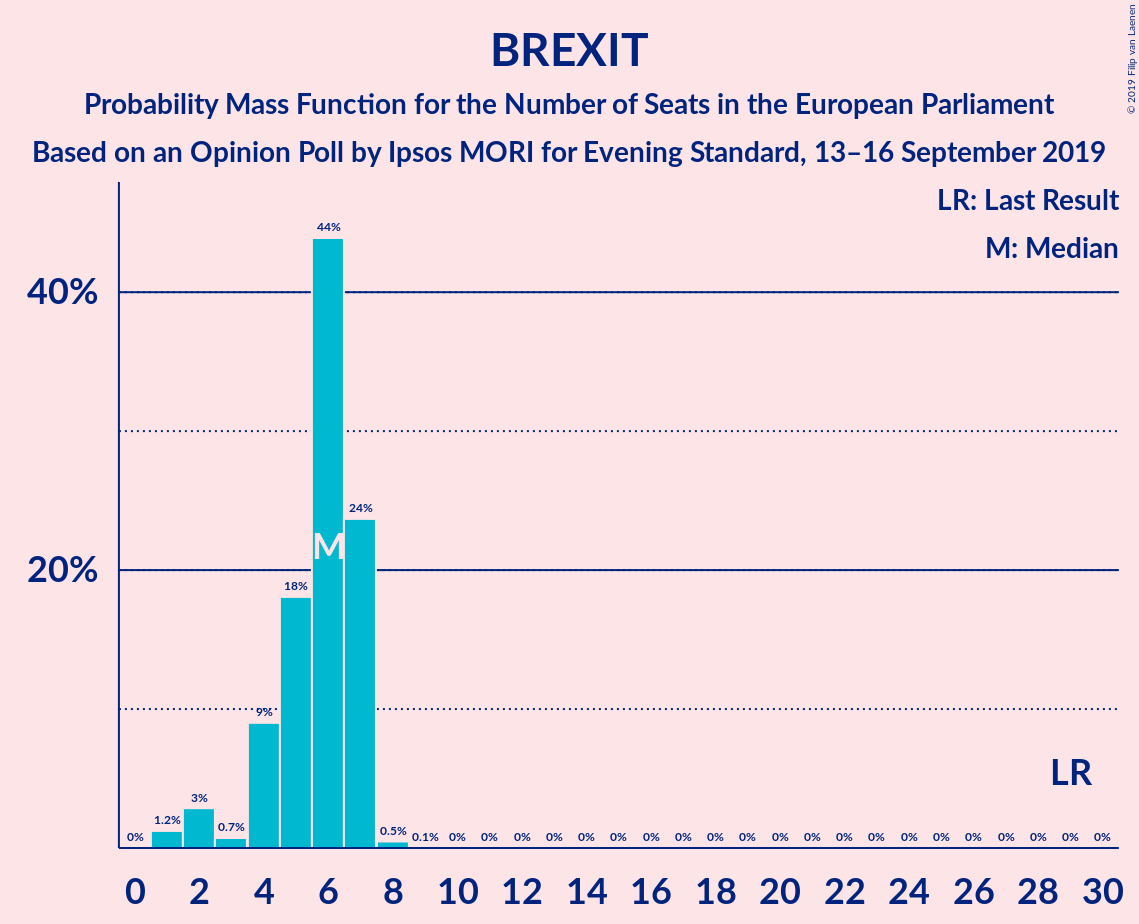 BREXIT
Probability Mass Function for the Number of Seats in the European Parliament
Based on an Opinion Poll by Ipsos MORI for Evening Standard, 13–16 September 2019
© 2019 Filip van Laenen
LR: Last Result
M: Median
40%
20%
0% 1.2% 3% 0.7% 9% 18% 44% 24% 0.5% 0.1% 0% 0% 0% 0% 0% 0% 0% 0% 0% 0% 0% 0% 0% 0% 0% 0% 0% 0% 0% 0% 0%
M
LR
0 2 4 6 8 10 12 14 16 18 20 22 24 26 28 30